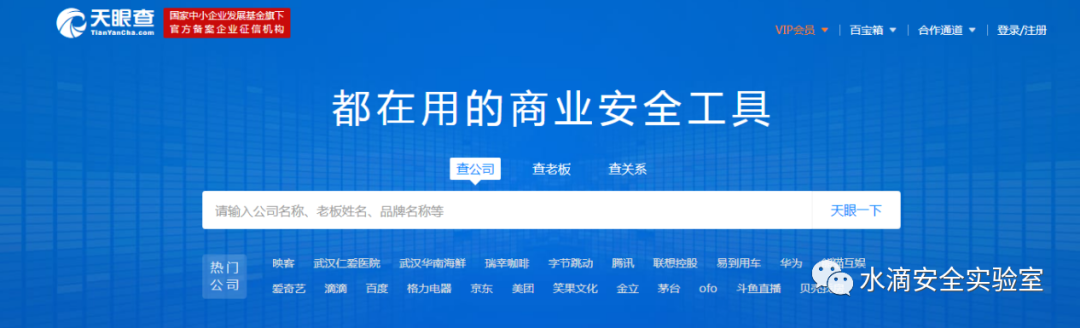 天眼查
TianYanCha.com
国家中小企业发展基金旗下
官方备案企业征信机构
VIP会员
百宝箱
合作通道
登录/注册
都在用的商业安全工具
查公司 查老板 查关系
请输入公司名称、老板姓名、品牌名称等
天眼一下
热门公司
映客 武汉仁爱医院 武汉华南海鲜 瑞幸咖啡 字节跳动 腾讯 联想控股 易到用车 华为 互娱
爱奇艺 滴滴 百度 格力电器 京东 美团 笑果文化 金立 茅台 ofo 斗鱼直播 贝壳
水滴安全实验室